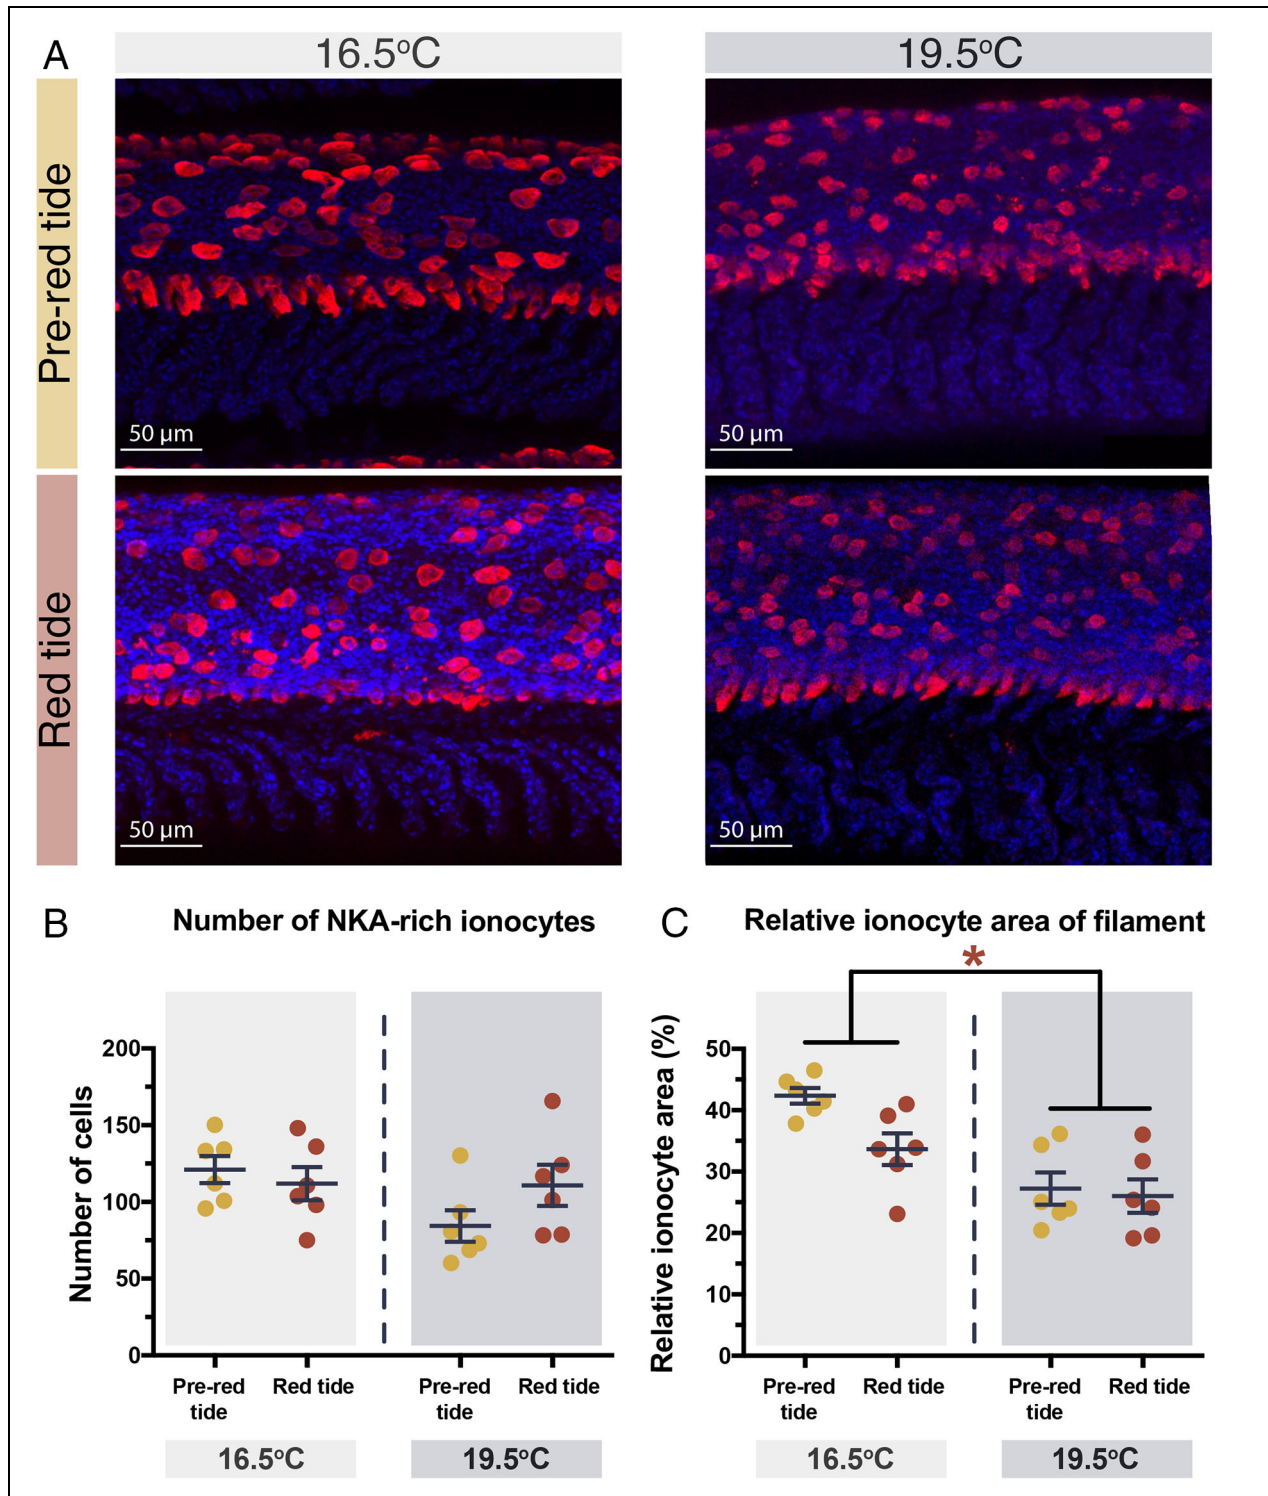 A
16.5°C
19.5°C
Pre-red tide
50 µm
50 µm
Red tide
50 µm
50 µm
B
Number of NKA-rich ionocytes
Number of cells
200
150
100
50
0
Pre-red
tide
Red tide
Pre-red
tide
Red tide
16.5°C
19.5°C
C
Relative ionocyte area of filament
*
Relative ionocyte area (%)
50
40
30
20
10
0
Pre-red
tide
Red tide
Pre-red
tide
Red tide
16.5°C
19.5°C